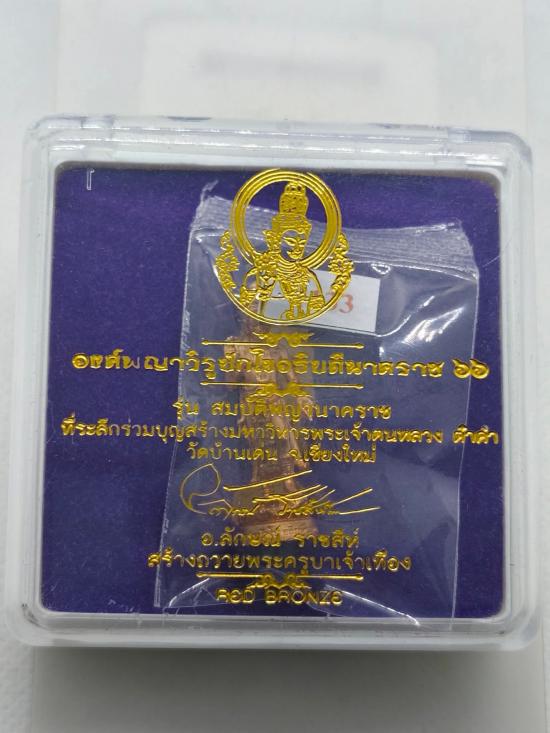 3
องค์พญาวิรูปักโขอธิบดีนาคราช ๖๖
รุ่น สมบัติพญานาคราช
ที่ระลึกร่วมบุญสร้างมหาวิหารพระเจ้าตนหลวง ตำคำ
วัดบ้านเด่น จ.เชียงใหม่
อ.ลักษณ์ ราชสีห์
สร้างถวายพระครูบาเจ้าเทือง
RED BRONZE